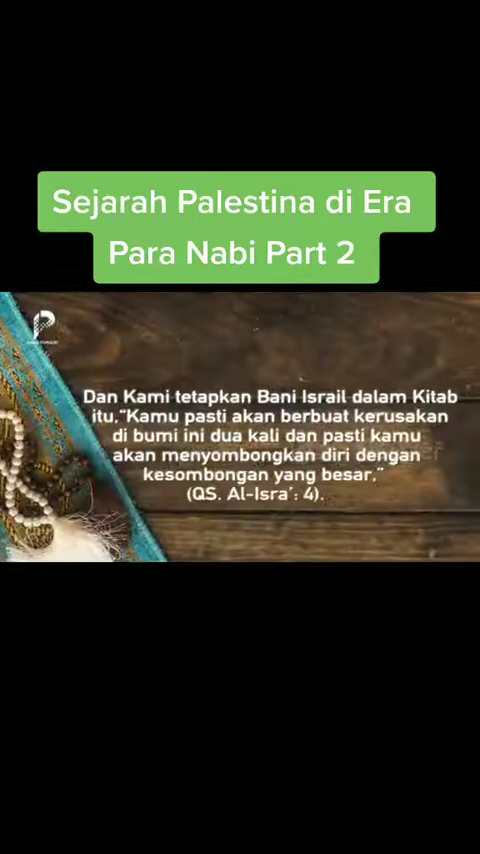 Sejarah Palestina di Era
Para Nabi Part 2
Dan Kami tetapkan Bani Israil dalam Kitab
itu,"Kamu pasti akan berbuat kerusakan
di bumi ini dua kali dan pasti kamu
akan menyombongkan diri dengan
kesombongan yang besar,"
(QS. Al-Isra': 4).